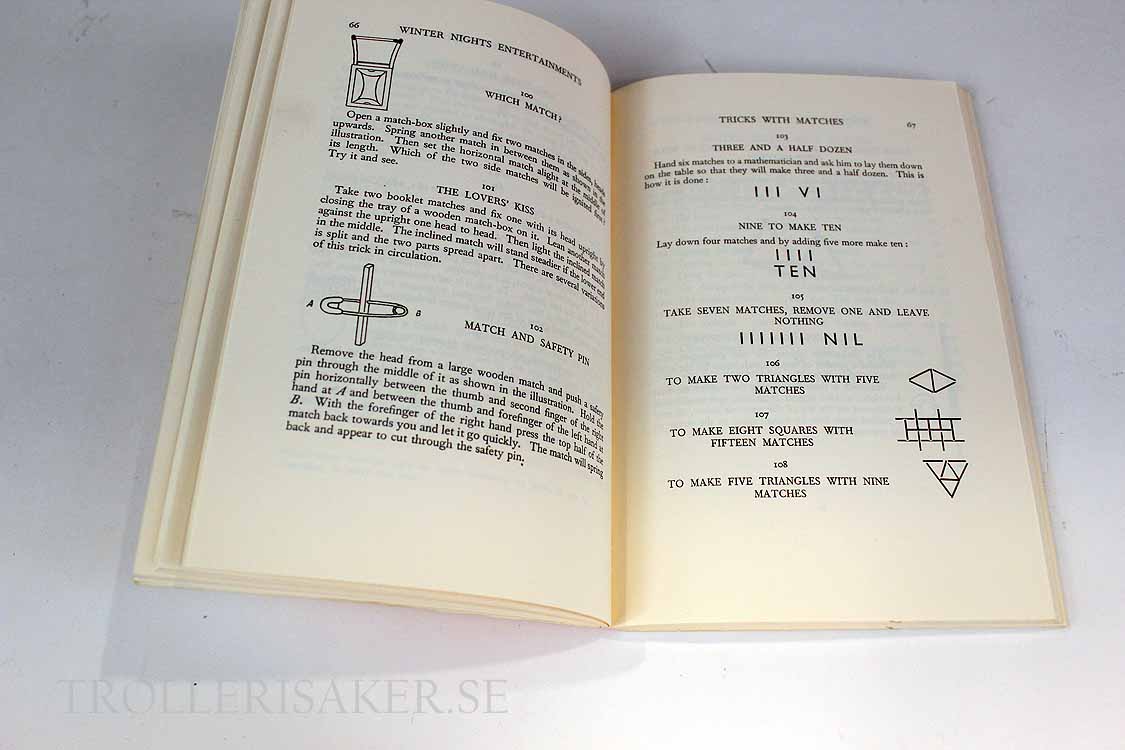 66
WINTER NIGHTS ENTERTAINMENTS
100
WHICH MATCH?
Open a match-box slightly and fix two matches in the sides, heads
upwards. Spring another match in between them as shown in the
illustration. Then set the horizontal match alight at the middle of
its length. Which of the two side matches will be ignited first?
Try it and see.
101
THE LOVERS' KISS
Take two booklet matches and fix one with its head upright by
closing the tray of a wooden match-box on it. Lean another match
against the upright one head to head. Then light the inclined match
in the middle. The inclined match will stand steadier if the lower end
is split and the two parts spread apart. There are several variations
of this trick in circulation.
A
B
102
MATCH AND SAFETY PIN
Remove the head from a large wooden match and push a safety
pin through the middle of it as shown in the illustration. Hold the
pin horizontally between the thumb and second finger of the right
hand at A and between the thumb and forefinger of the left hand at
B. With the forefinger of the right hand press the top half of the
match back towards you and let it go quickly. The match will spring
back and appear to cut through the safety pin.
TRICKS WITH MATCHES
67
103
THREE AND A HALF DOZEN
Hand six matches to a mathematician and ask him to lay them down
on the table so that they will make three and a half dozen. This is
how it is done :
III VI
104
NINE TO MAKE TEN
Lay down four matches and by adding five more make ten :
IIII
TEN
105
TAKE SEVEN MATCHES, REMOVE ONE AND LEAVE
NOTHING
IIIIIII NIL
106
TO MAKE TWO TRIANGLES WITH FIVE
MATCHES
107
TO MAKE EIGHT SQUARES WITH
FIFTEEN MATCHES
108
TO MAKE FIVE TRIANGLES WITH NINE
MATCHES
TROLLERISAKER.SE